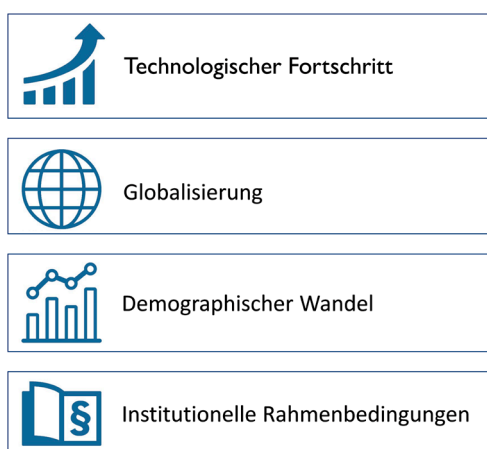 Technologischer Fortschritt
Globalisierung
Demographischer Wandel
§
Institutionelle Rahmenbedingungen